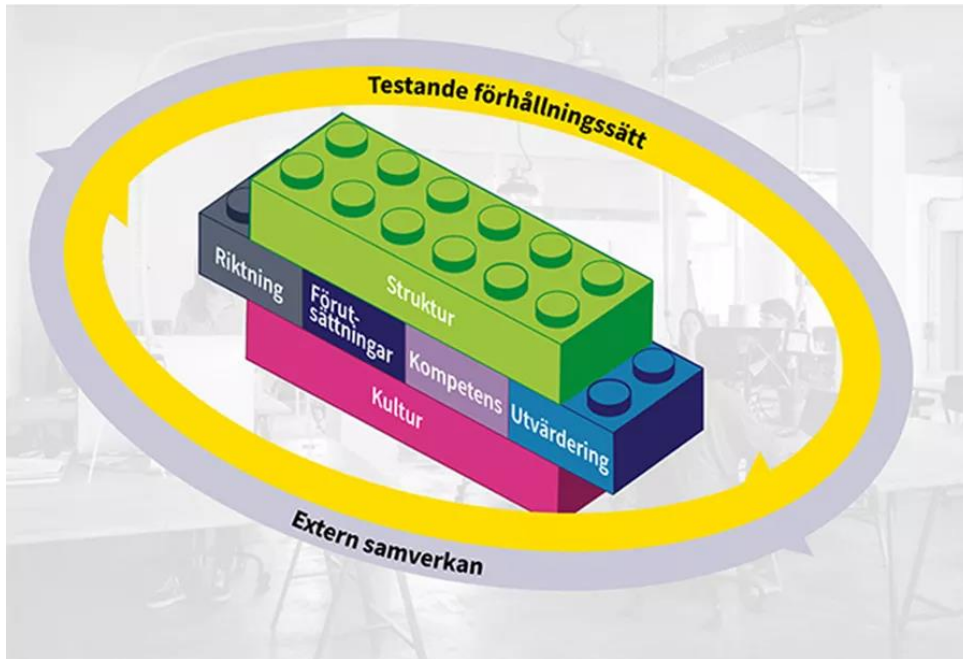 Testande förhållningssätt
Struktur
Riktning
Förut-
sättningar
Kompetens
Utvärdering
Kultur
Extern samverkan